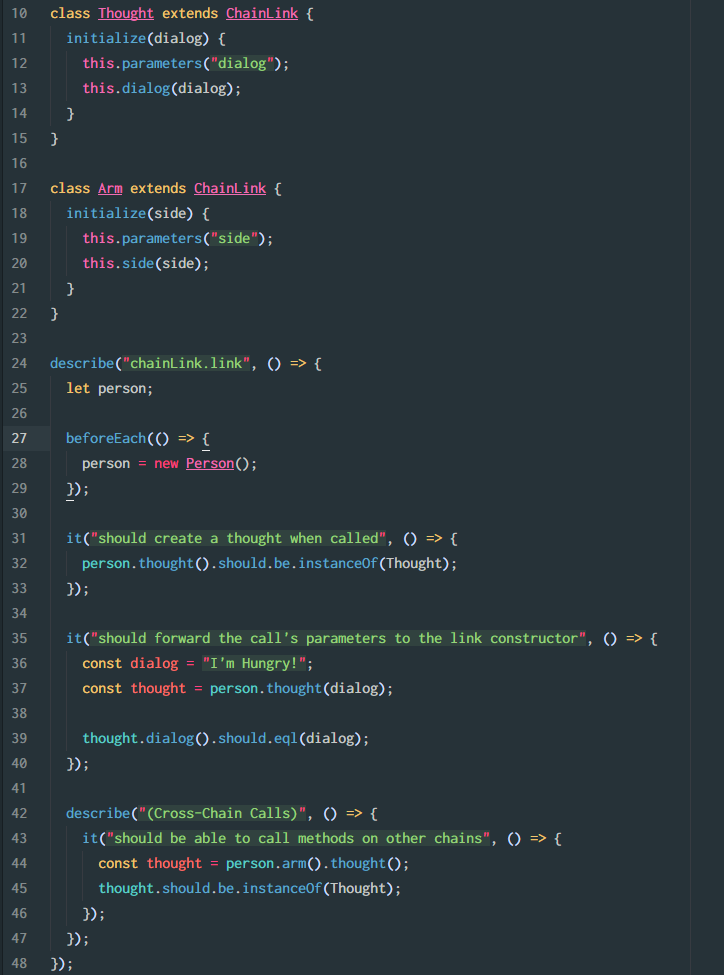 10 class Thought extends ChainLink {
11   initialize(dialog) {
12     this.parameters("dialog");
13     this.dialog(dialog);
14   }
15 }
16
17 class Arm extends ChainLink {
18   initialize(side) {
19     this.parameters("side");
20     this.side(side);
21   }
22 }
23
24 describe("chainLink.link", () => {
25   let person;
26
27   beforeEach(() => {
28     person = new Person();
29   });
30
31   it("should create a thought when called", () => {
32     person.thought().should.be.instanceOf(Thought);
33   });
34
35   it("should forward the call's parameters to the link constructor", () => {
36     const dialog = "I'm Hungry!";
37     const thought = person.thought(dialog);
38
39     thought.dialog().should.eql(dialog);
40   });
41
42   describe("(Cross-Chain Calls)", () => {
43     it("should be able to call methods on other chains", () => {
44       const thought = person.arm().thought();
45       thought.should.be.instanceOf(Thought);
46     });
47   });
48 });